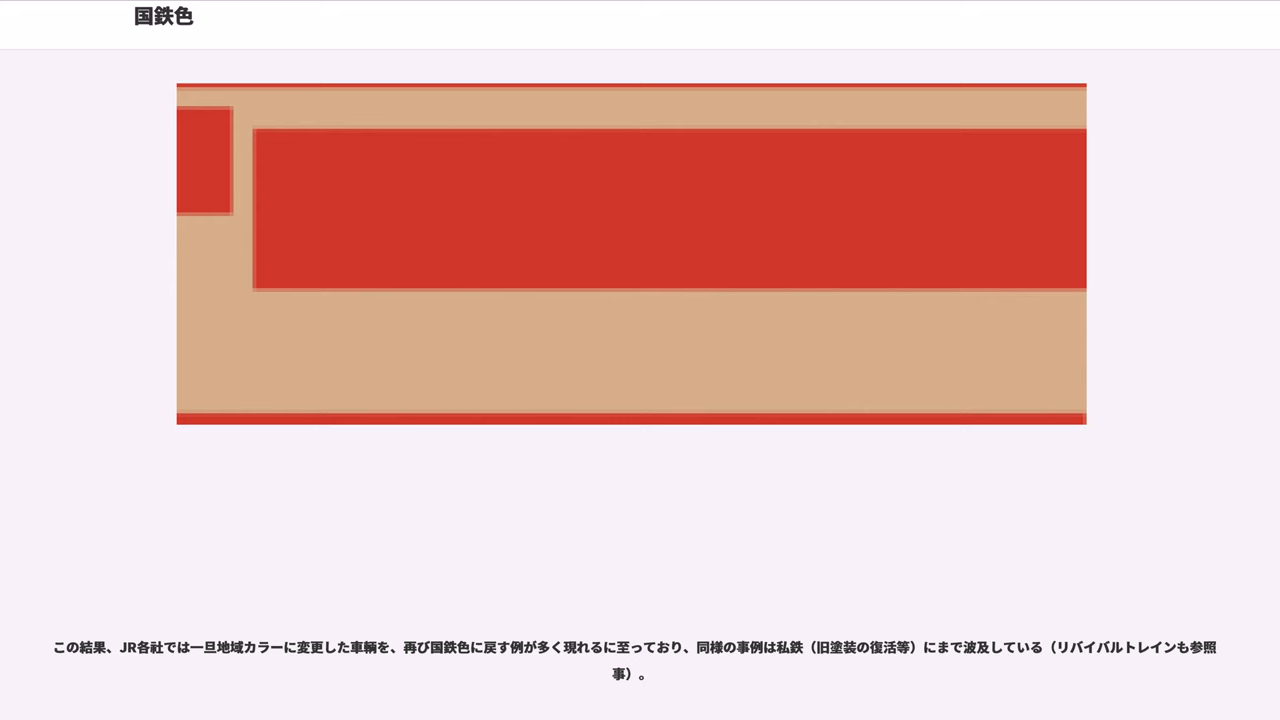 国鉄色
この結果、JR各社では一旦地域カラーに変更した車輌を、再び国鉄色に戻す例が多く現れるに至っており、同様の事例は私鉄（旧塗装の復活等）にまで波及している（リバイバルトレインも参照
事）。